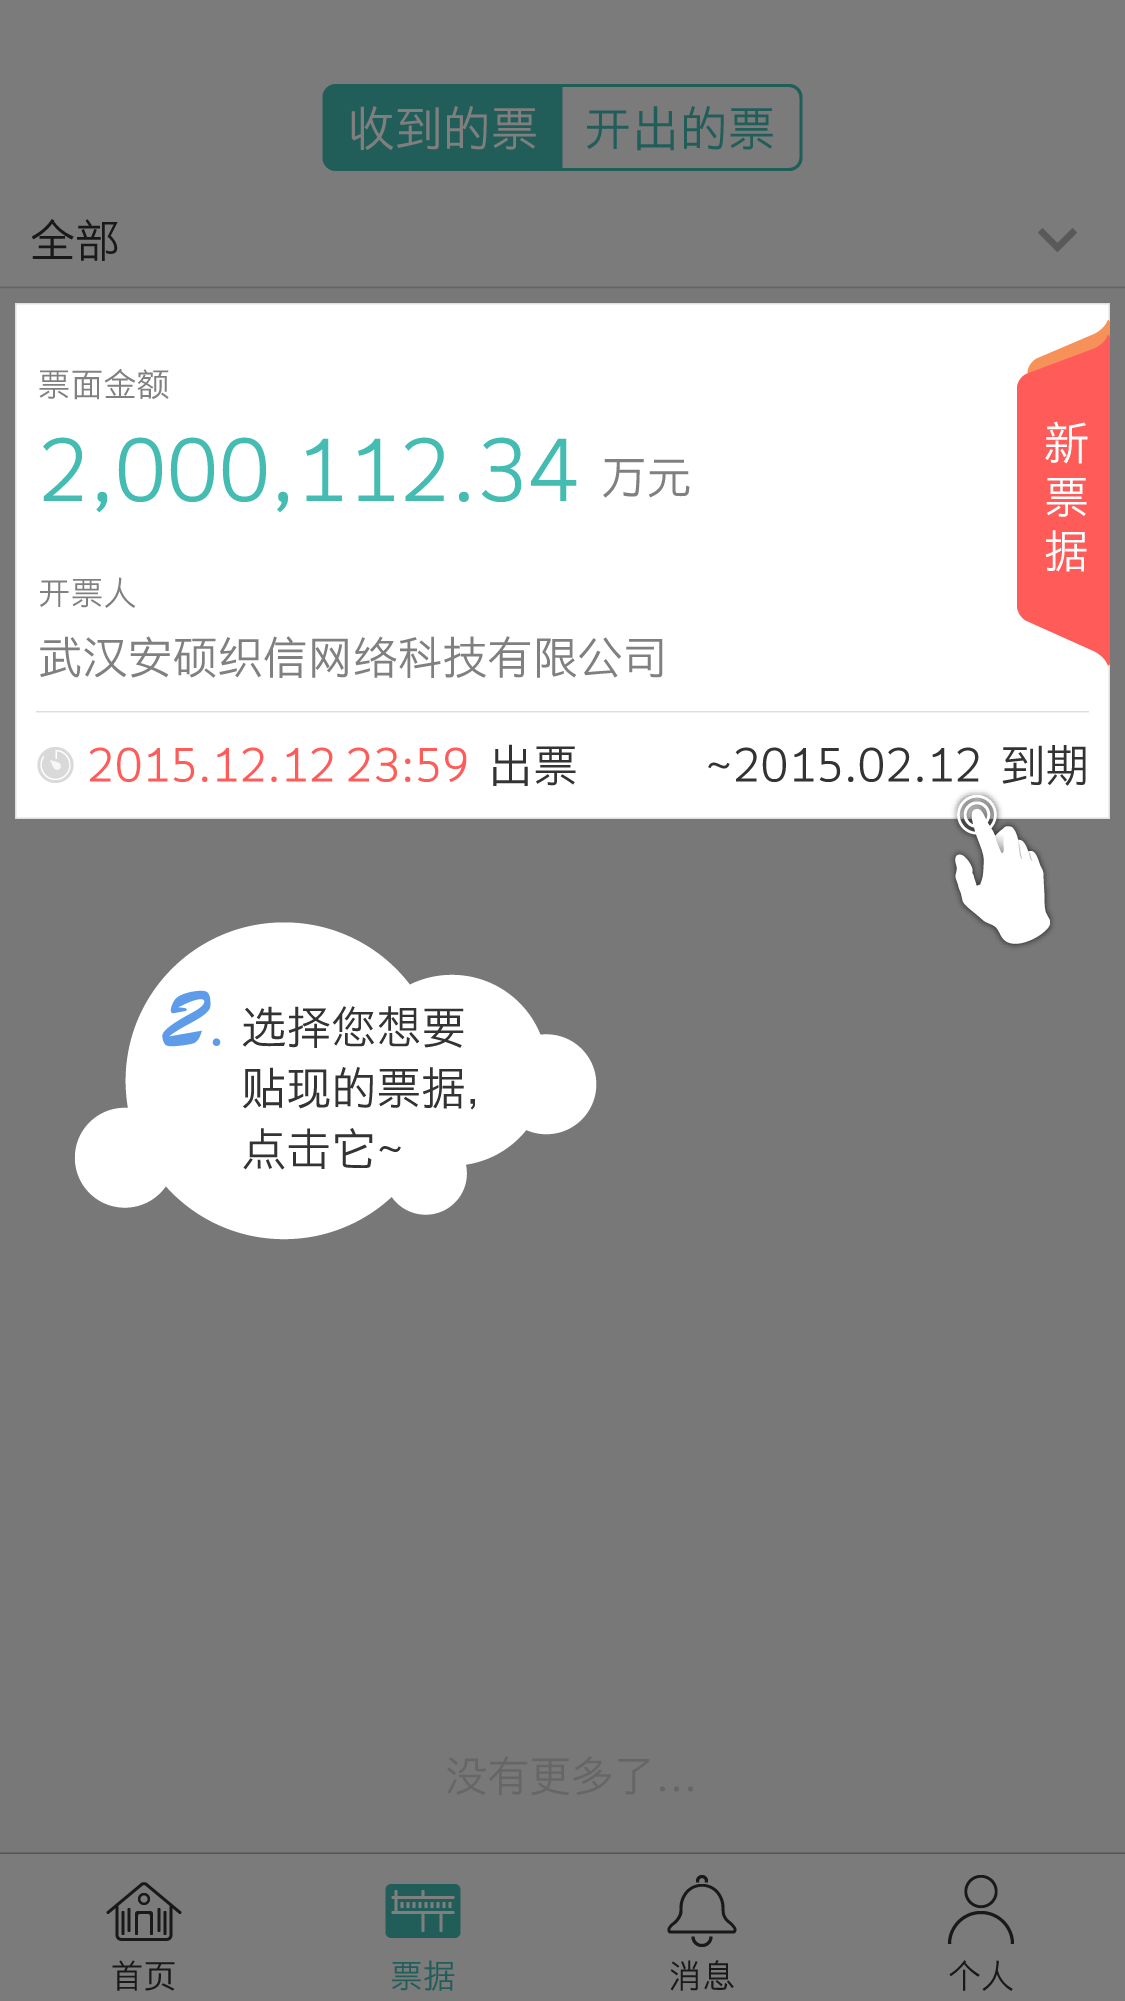 收到的票 开出的票
全部
票面金额
2,000,112.34 万元
新票据
开票人
武汉安硕织信网络科技有限公司
2015.12.12 23:59 出票 ~2015.02.12 到期
2. 选择您想要
贴现的票据,
点击它~
没有更多了...
首页 票据 消息 个人